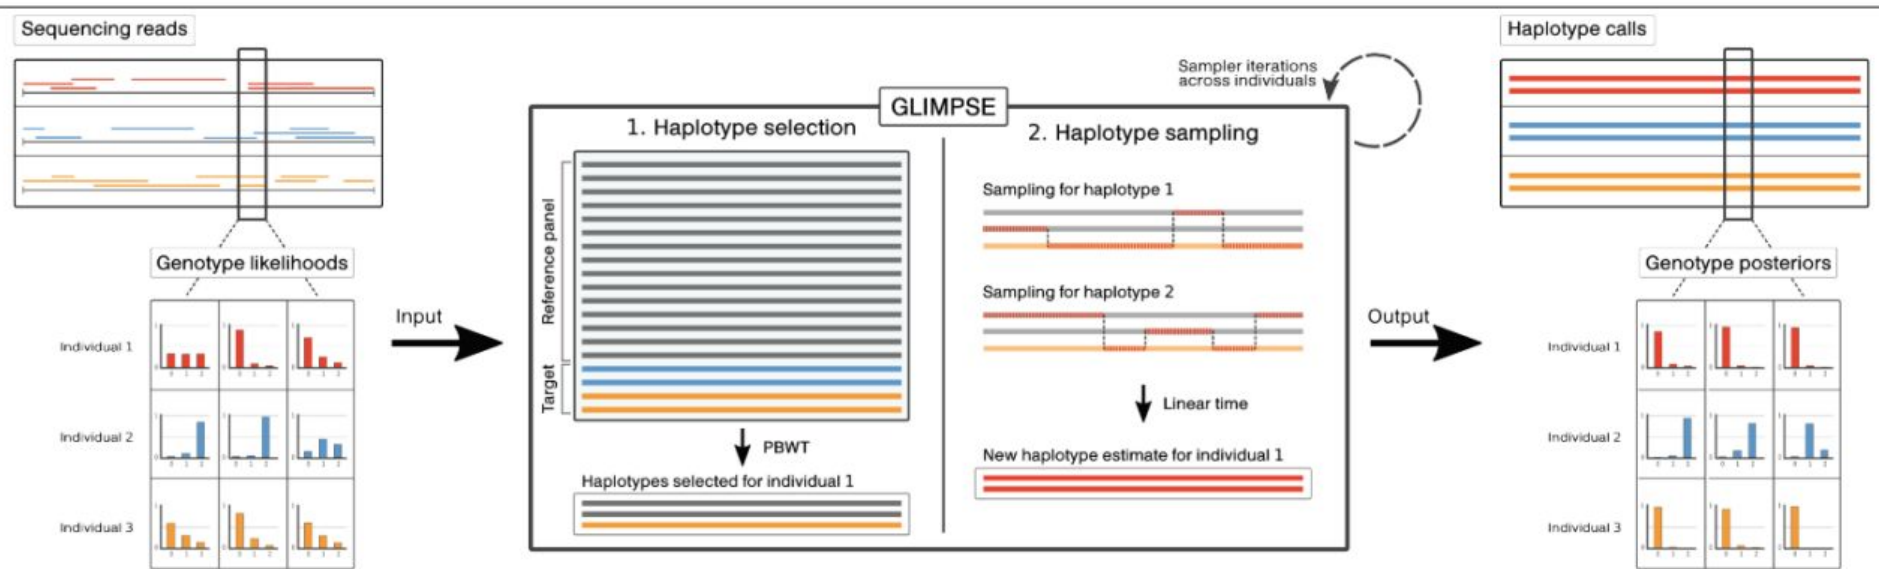 Sequencing reads
Genotype likelihoods
Individual 1
Individual 2
Individual 3
Input
GLIMPSE
1. Haplotype selection
Reference panel
Target
PBWT
Haplotypes selected for individual 1
2. Haplotype sampling
Sampling for haplotype 1
Sampling for haplotype 2
Linear time
New haplotype estimate for individual 1
Sampler iterations
across individuals
Output
Haplotype calls
Genotype posteriors
Individual 1
Individual 2
Individual 3